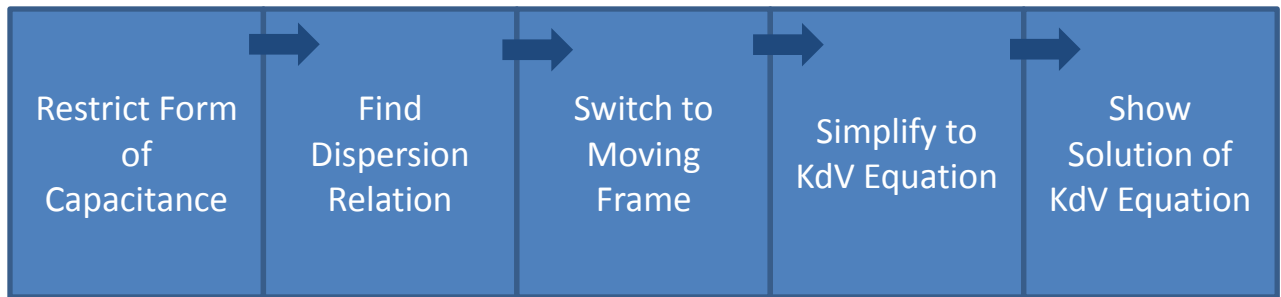 Restrict Form
of
Capacitance
Find
Dispersion
Relation
Switch to
Moving
Frame
Simplify to
KdV Equation
Show
Solution of
KdV Equation